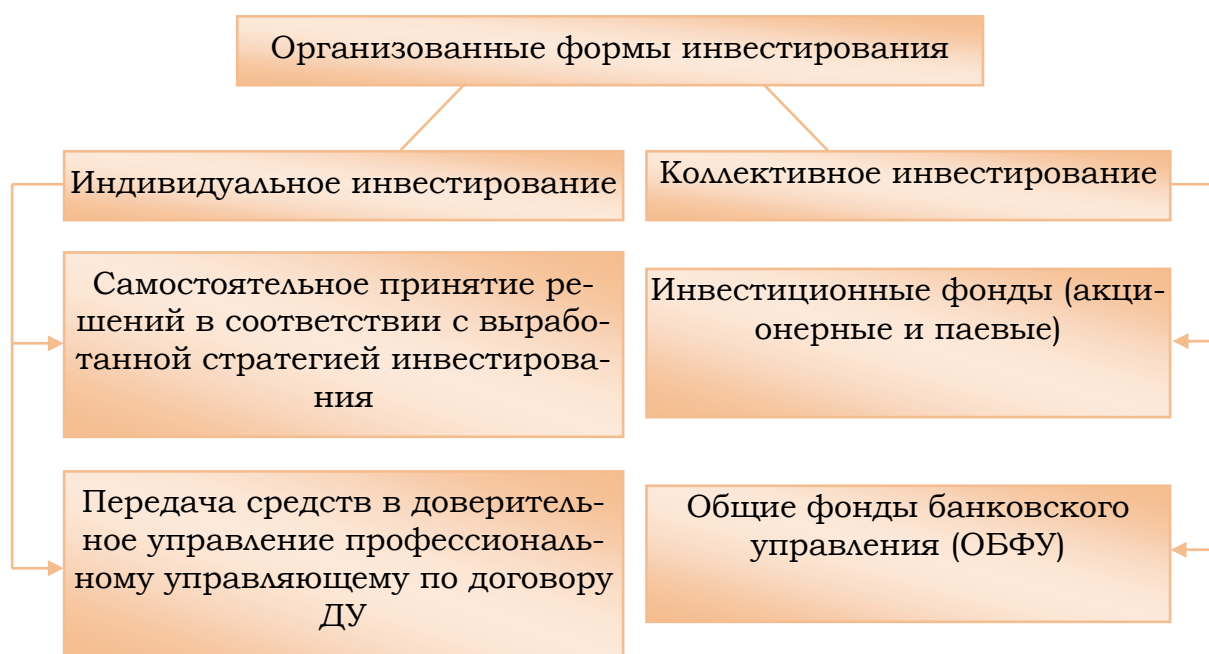 Организованные формы инвестирования
Индивидуальное инвестирование
Коллективное инвестирование
Самостоятельное принятие ре-
шений в соответствии с вырабо-
танной стратегией инвестирова-
ния
Инвестиционные фонды (акци-
онерные и паевые)
Передача средств в доверитель-
ное управление профессиональ-
ному управляющему по договору
ДУ
Общие фонды банковского
управления (ОБФУ)